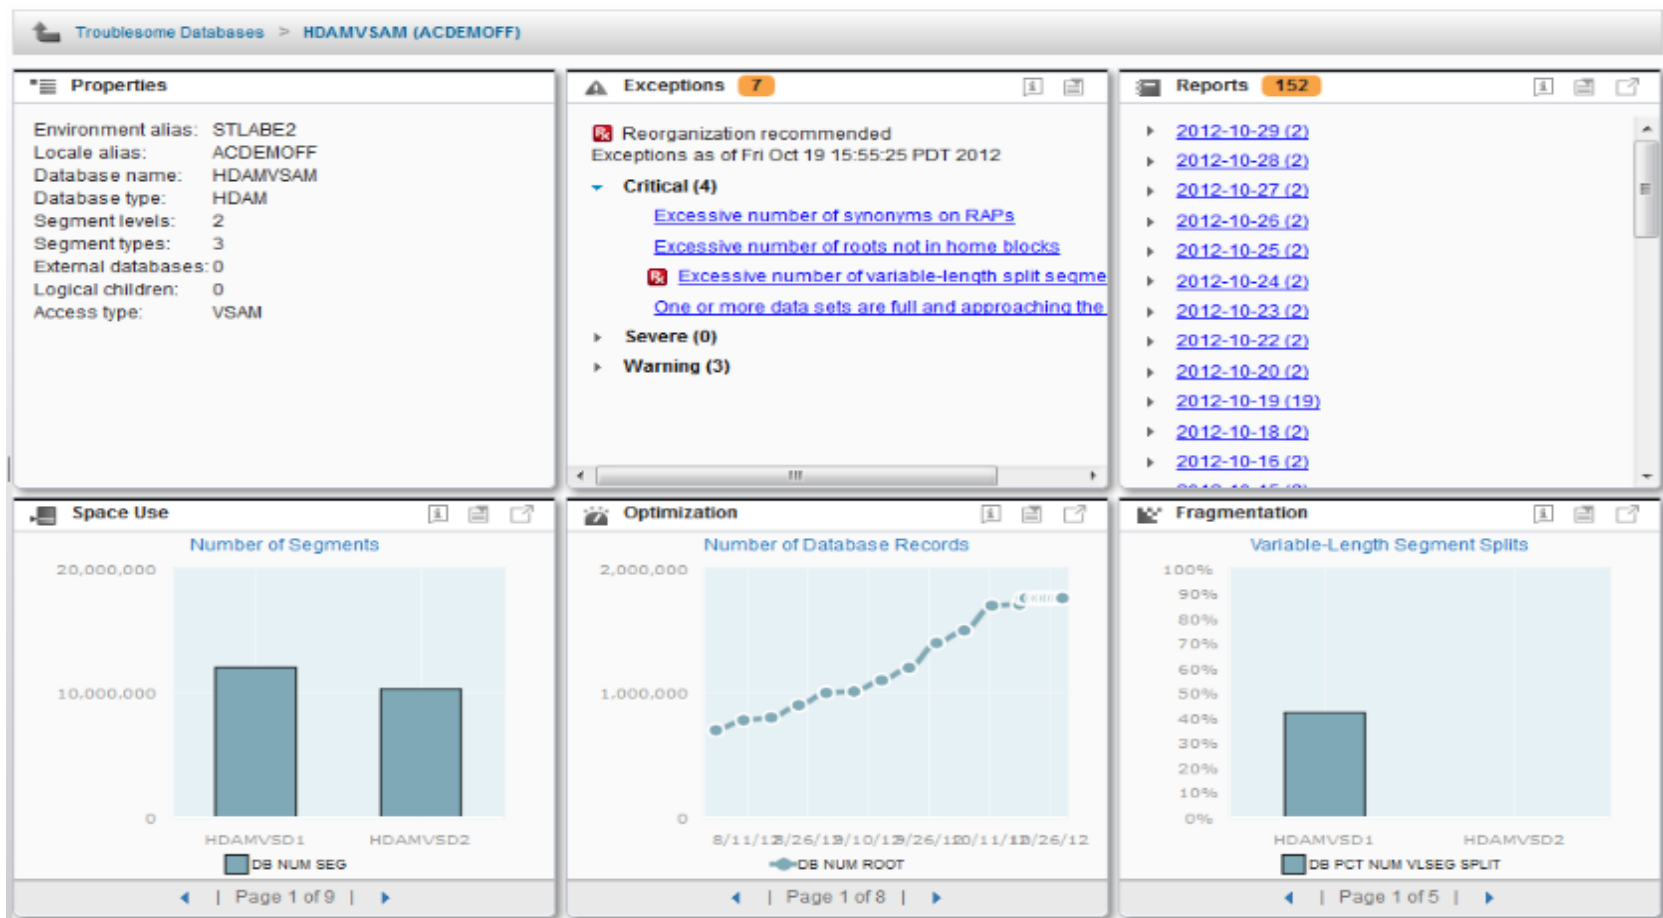 Troublesome Databases > HDAMVSAM (ACDEMOFF)
Properties
Environment alias: STLABE2
Locale alias: ACDEMOFF
Database name: HDAMVSAM
Database type: HDAM
Segment levels: 2
Segment types: 3
External databases: 0
Logical children: 0
Access type: VSAM
Exceptions 7
Reorganization recommended
Exceptions as of Fri Oct 19 15:55:25 PDT 2012
Critical (4)
Excessive number of synonyms on RAPs
Excessive number of roots not in home blocks
Excessive number of variable-length split segme
One or more data sets are full and approaching the
Severe (0)
Warning (3)
Reports 152
2012-10-29 (2)
2012-10-28 (2)
2012-10-27 (2)
2012-10-26 (2)
2012-10-25 (2)
2012-10-24 (2)
2012-10-23 (2)
2012-10-22 (2)
2012-10-20 (2)
2012-10-19 (19)
2012-10-18 (2)
2012-10-16 (2)
Space Use
Number of Segments
20,000,000
10,000,000
0
HDAMVSD1 HDAMVSD2
DB NUM SEG
| Page 1 of 9 |
Optimization
Number of Database Records
2,000,000
1,000,000
0
8/11/12
DB NUM ROOT
| Page 1 of 8 |
Fragmentation
Variable-Length Segment Splits
100%
90%
80%
70%
60%
50%
40%
30%
20%
10%
0%
HDAMVSD1 HDAMVSD2
DB PCT NUM VLSEG SPLIT
| Page 1 of 5 |